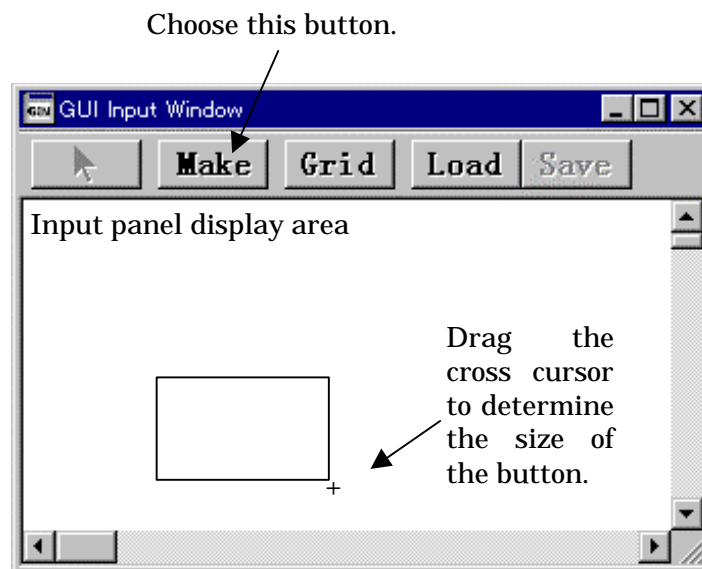 Choose this button.
GUI Input Window
Make Grid Load Save
Input panel display area
Drag the
cross cursor
to determine
the size of
the button.